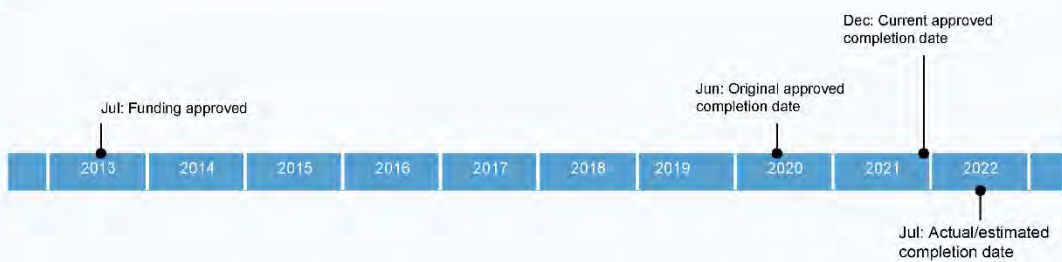 Dec: Current approved
completion date
Jun: Original approved
completion date
Jul: Funding approved
2013 2014 2015 2016 2017 2018 2019 2020 2021 2022
Jul: Actual/estimated
completion date